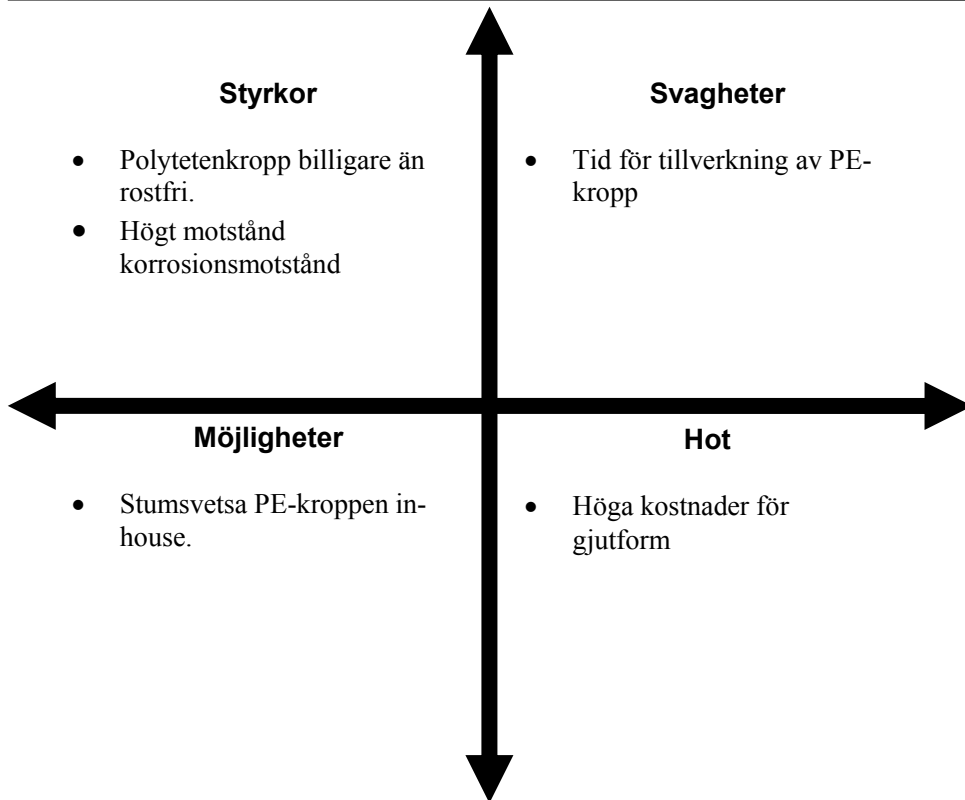 Styrkor
• Polytetenkropp billigare än
rostfri.
• Högt motstånd
korrosionsmotstånd
Svagheter
• Tid för tillverkning av PE-
kropp
Möjligheter
• Stumsvetsa PE-kroppen in-
house.
Hot
• Höga kostnader för
gjutform